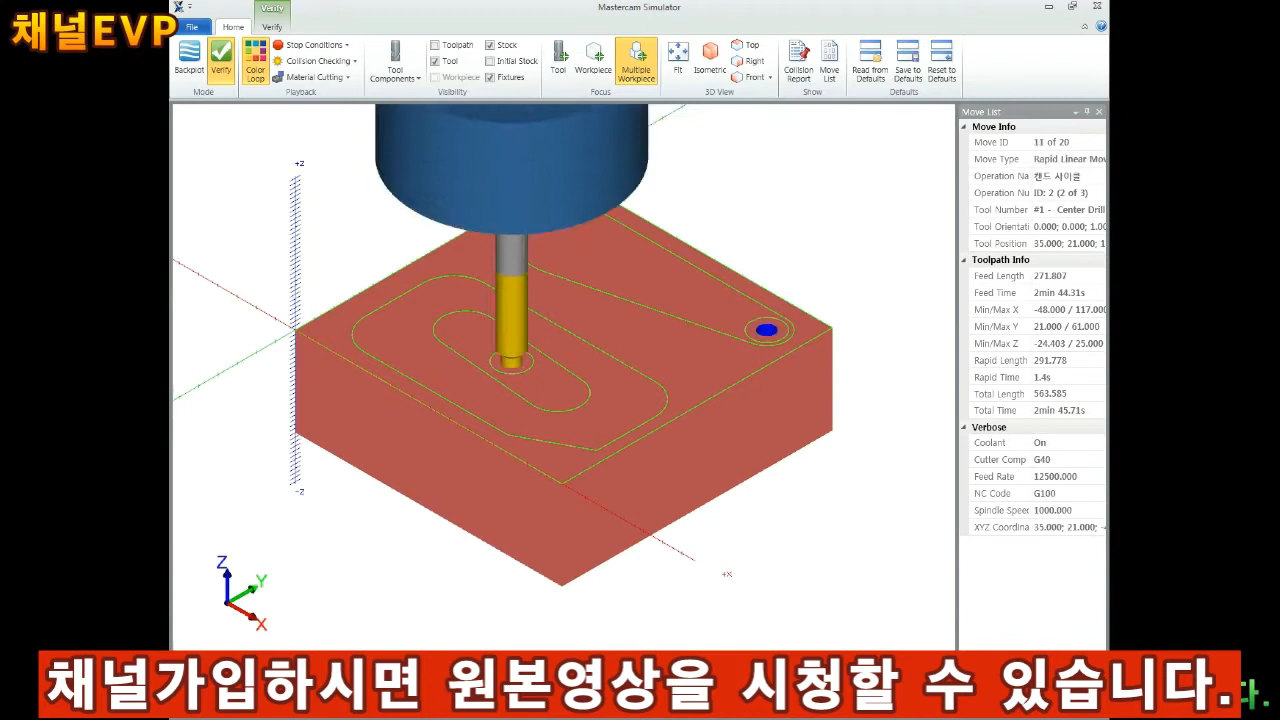 채널EVP
Verify
Mastercam Simulator
File
Home
Verify
Backplot
Verify
Mode
Color Loop
Stop Conditions
Collision Checking
Material Cutting
Playback
Tool Components
Toolpath
Tool
Workpiece
Stock
Initial Stock
Fixtures
Visibility
Tool
Workpiece
Multiple Workpiece
Focus
Fit
Isometric
Top
Right
Front
3D View
Collision Report
Move List
Show
Read from Defaults
Save to Defaults
Reset to Defaults
Defaults
Move List
Move Info
Move ID 11 of 20
Move Type Rapid Linear Mov
Operation Na 캔드 사이클
Operation Nu ID: 2 (2 of 3)
Tool Number #1 - Center Drill
Tool Orientati 0.000; 0.000; 1.00
Tool Position 35.000; 21.000; 1
Toolpath Info
Feed Length 271.807
Feed Time 2min 44.31s
Min/Max X -48.000 / 117.000
Min/Max Y 21.000 / 61.000
Min/Max Z -24.403 / 25.000
Rapid Length 291.778
Rapid Time 1.4s
Total Length 563.585
Total Time 2min 45.71s
Verbose
Coolant On
Cutter Comp G40
Feed Rate 12500.000
NC Code G100
Spindle Speed 1000.000
XYZ Coordina 35.000; 21.000; -
+Z
-Z
+X
Z
Y
X
채널가입하시면 원본영상을 시청할 수 있습니다.
다.